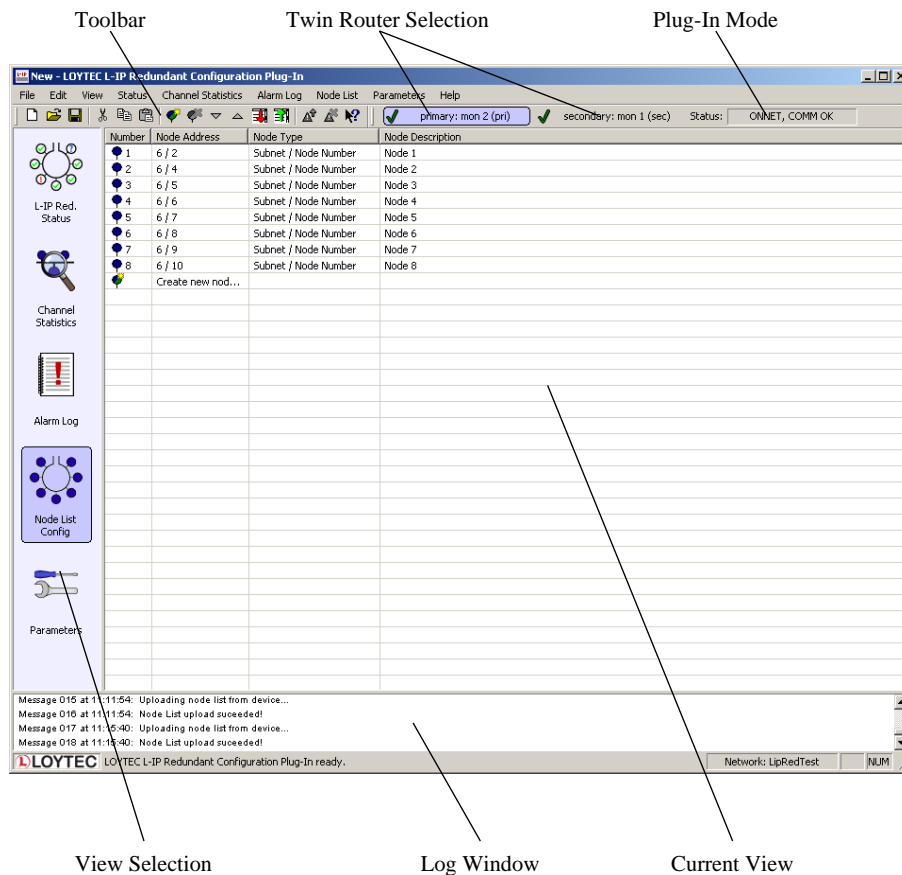 Toolbar
Twin Router Selection
Plug-In Mode
L-IP New - LOYTEC L-IP Redundant Configuration Plug-In
File Edit View Status Channel Statistics Alarm Log Node List Parameters Help
primary: mon 2 (pri) secondary: mon 1 (sec) Status: ONNET, COMM OK
Number Node Address Node Type Node Description
1 6 / 2 Subnet / Node Number Node 1
2 6 / 4 Subnet / Node Number Node 2
3 6 / 5 Subnet / Node Number Node 3
4 6 / 6 Subnet / Node Number Node 4
5 6 / 7 Subnet / Node Number Node 5
6 6 / 8 Subnet / Node Number Node 6
7 6 / 9 Subnet / Node Number Node 7
8 6 / 10 Subnet / Node Number Node 8
Create new nod...
L-IP Red.
Status
Channel
Statistics
Alarm Log
Node List
Config
Parameters
Message 015 at 11:11:54: Uploading node list from device...
Message 016 at 11:11:54: Node List upload suceeded!
Message 017 at 11:15:40: Uploading node list from device...
Message 018 at 11:15:40: Node List upload suceeded!
LOYTEC LOYTEC L-IP Redundant Configuration Plug-In ready. Network: LipRedTest NUM
View Selection
Log Window
Current View